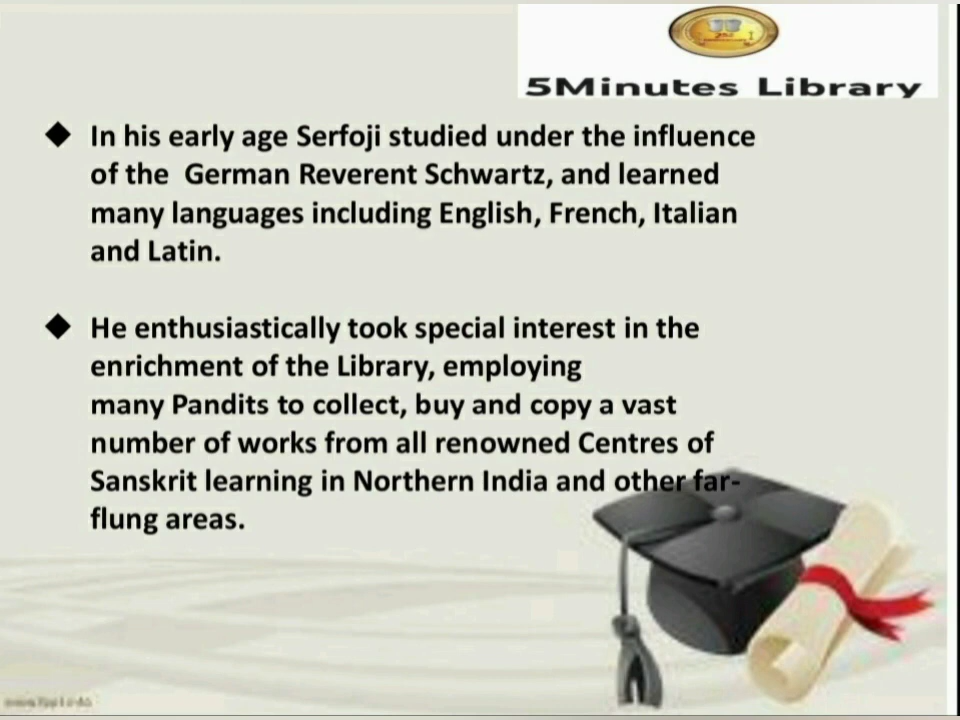 5Minutes Library
◆ In his early age Serfoji studied under the influence
of the German Reverent Schwartz, and learned
many languages including English, French, Italian
and Latin.
◆ He enthusiastically took special interest in the
enrichment of the Library, employing
many Pandits to collect, buy and copy a vast
number of works from all renowned Centres of
Sanskrit learning in Northern India and other far-
flung areas.